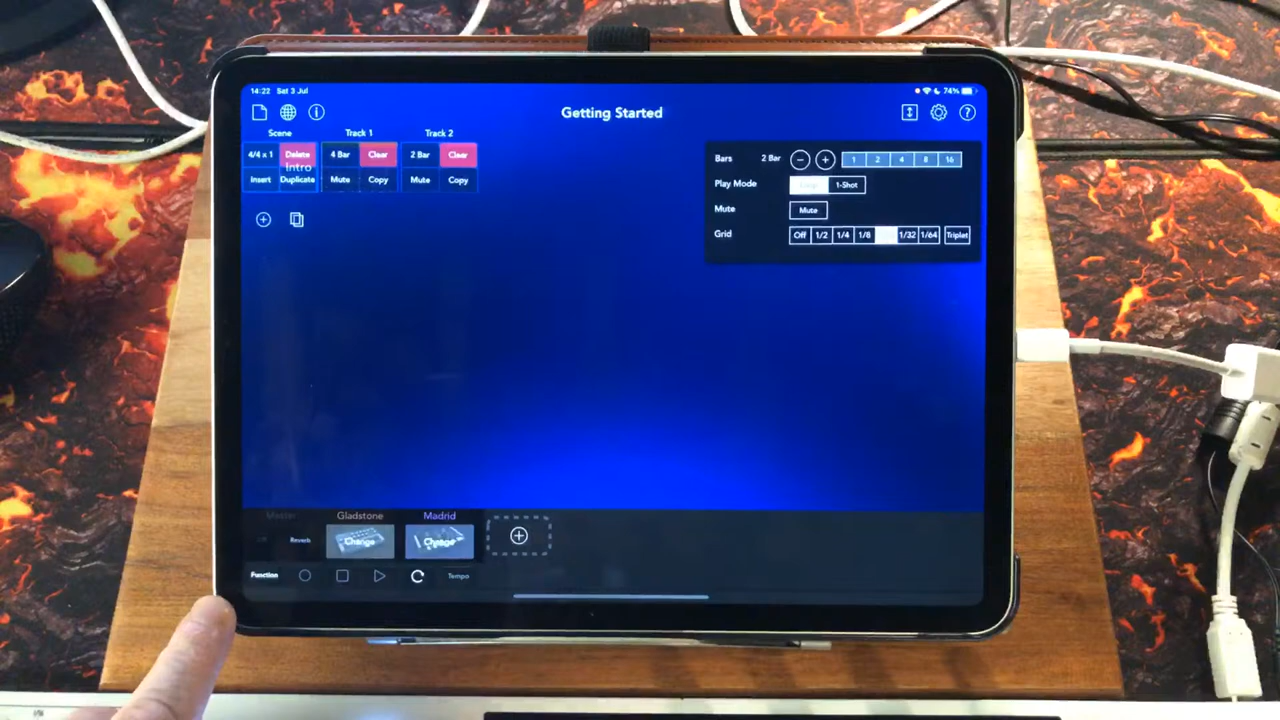 14:22 Sat 3 Jul
74%
Getting Started
Scene Track 1 Track 2
4/4 x 1 Delete 4 Bar Clear 2 Bar Clear
Intro
Insert Duplicate Mute Copy Mute Copy
Bars 2 Bar 1 2 4 8 16
Play Mode 1-Shot
Mute Mute
Grid Off 1/2 1/4 1/8 1/32 1/64 Triplet
Master Gladstone Madrid
Reverb Change Change
Function Tempo